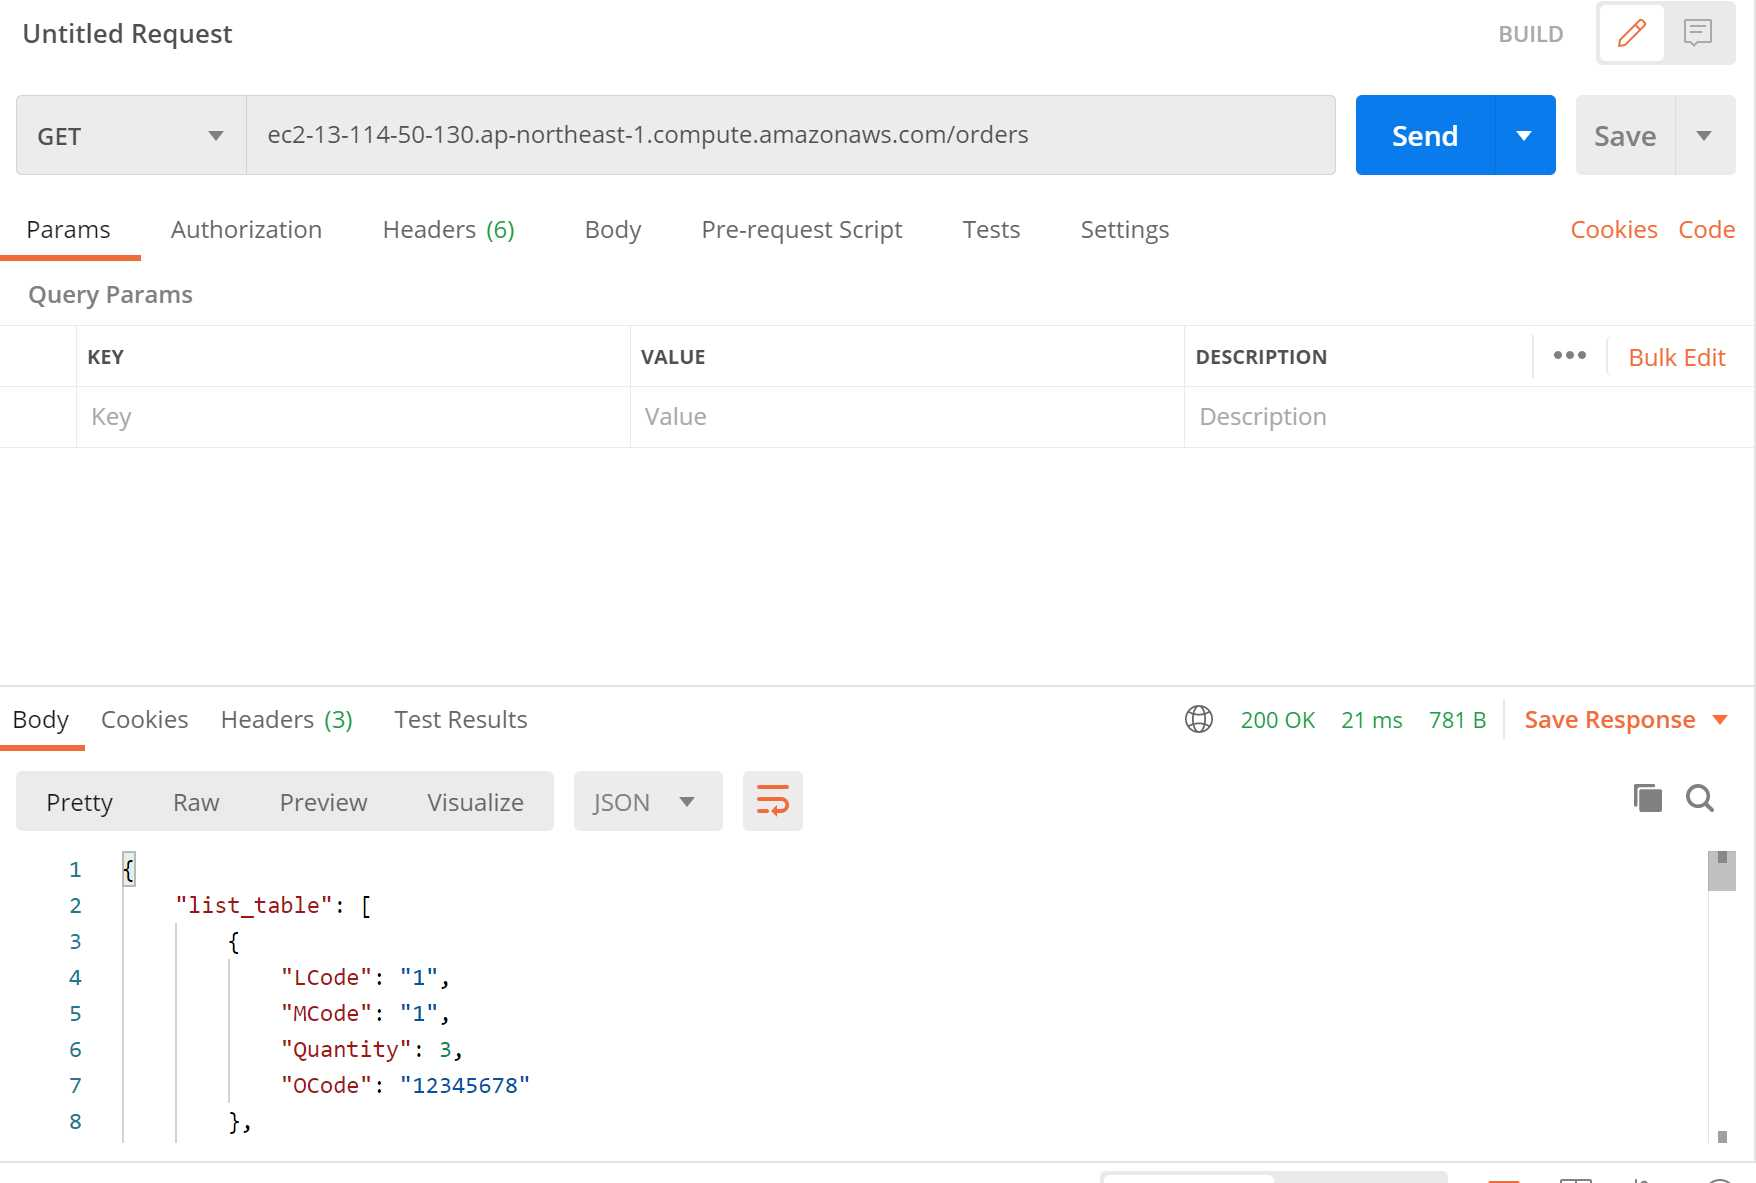 Untitled Request
BUILD
GET
ec2-13-114-50-130.ap-northeast-1.compute.amazonaws.com/orders
Send
Save
Params Authorization Headers (6) Body Pre-request Script Tests Settings Cookies Code
Query Params
KEY VALUE DESCRIPTION ••• Bulk Edit
Key Value Description
Body Cookies Headers (3) Test Results 200 OK 21 ms 781 B Save Response
Pretty Raw Preview Visualize JSON
1 {
2 "list_table": [
3 {
4 "LCode": "1",
5 "MCode": "1",
6 "Quantity": 3,
7 "OCode": "12345678"
8 },